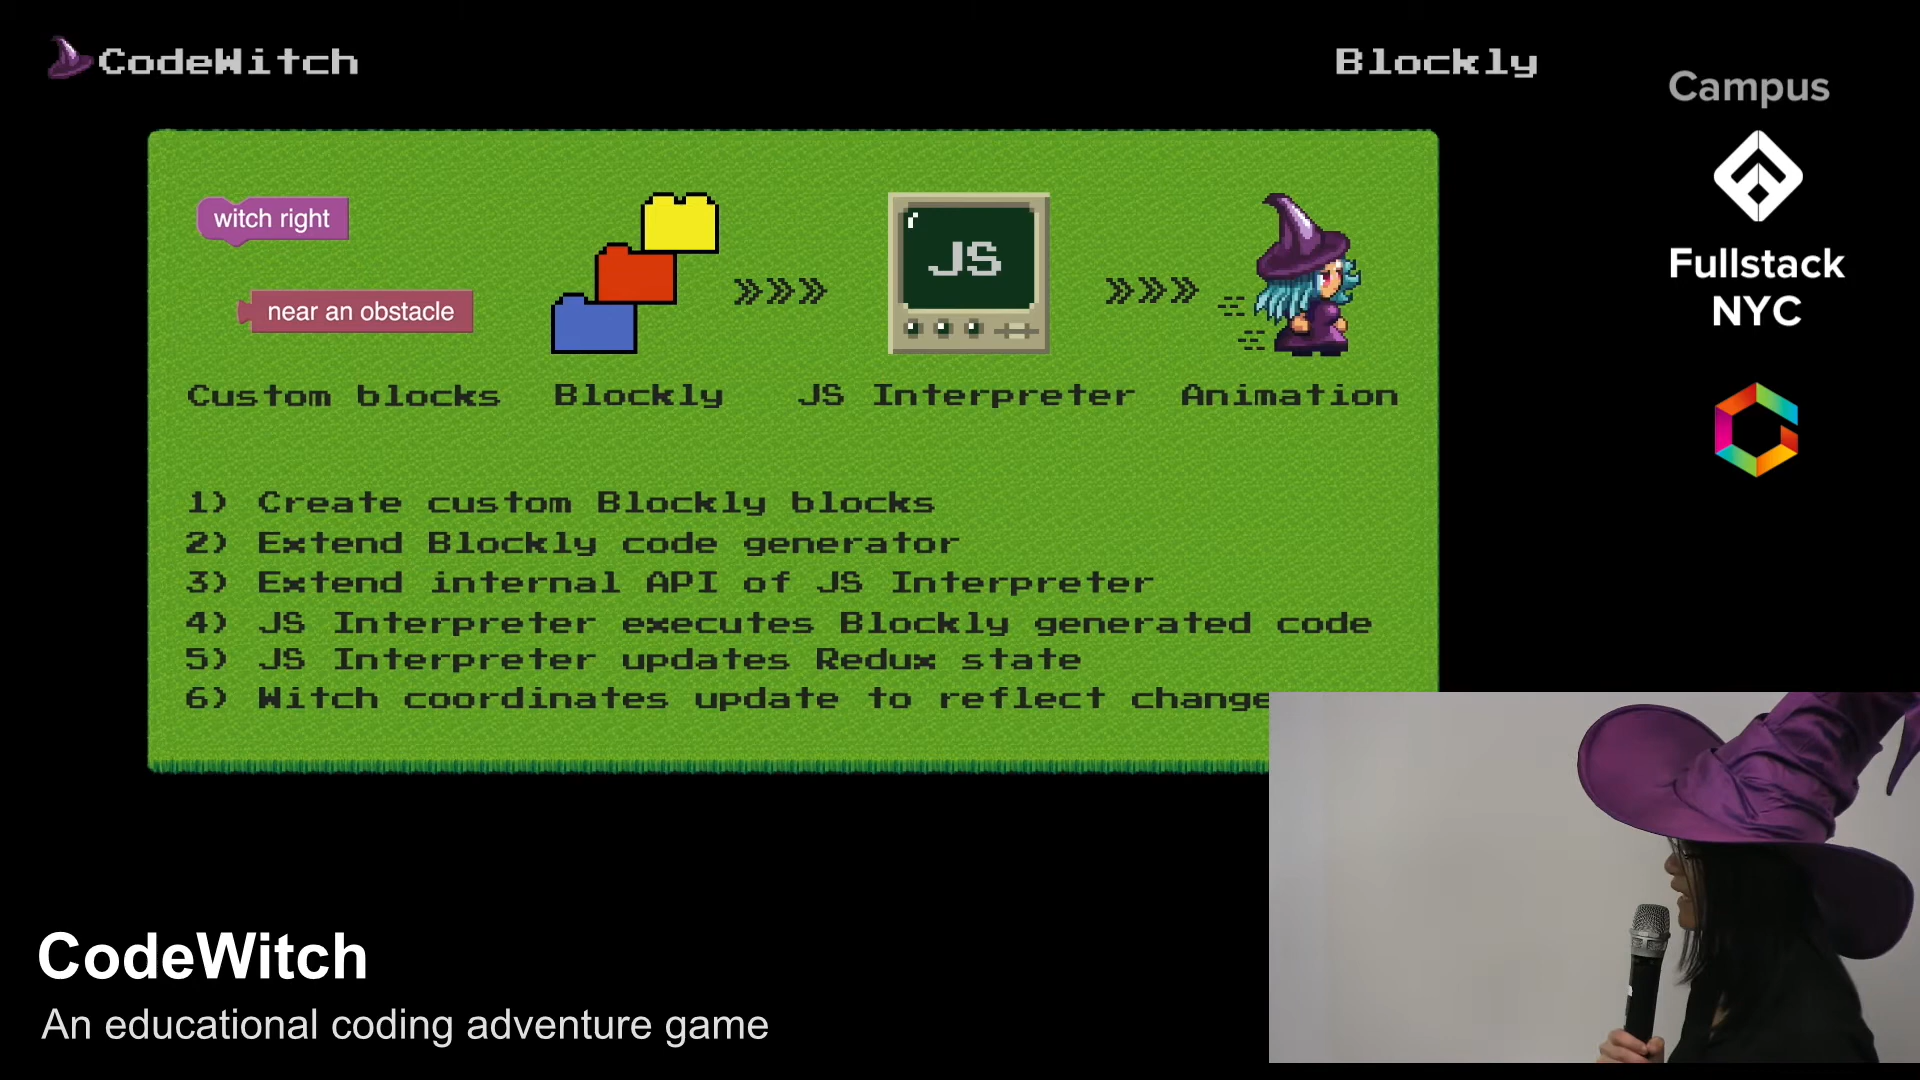 CodeWitch
Blockly
Campus
Fullstack
NYC
witch right
near an obstacle
JS
Custom blocks
Blockly
JS Interpreter
Animation
1) Create custom Blockly blocks
2) Extend Blockly code generator
3) Extend internal API of JS Interpreter
4) JS Interpreter executes Blockly generated code
5) JS Interpreter updates Redux state
6) Witch coordinates update to reflect change
CodeWitch
An educational coding adventure game